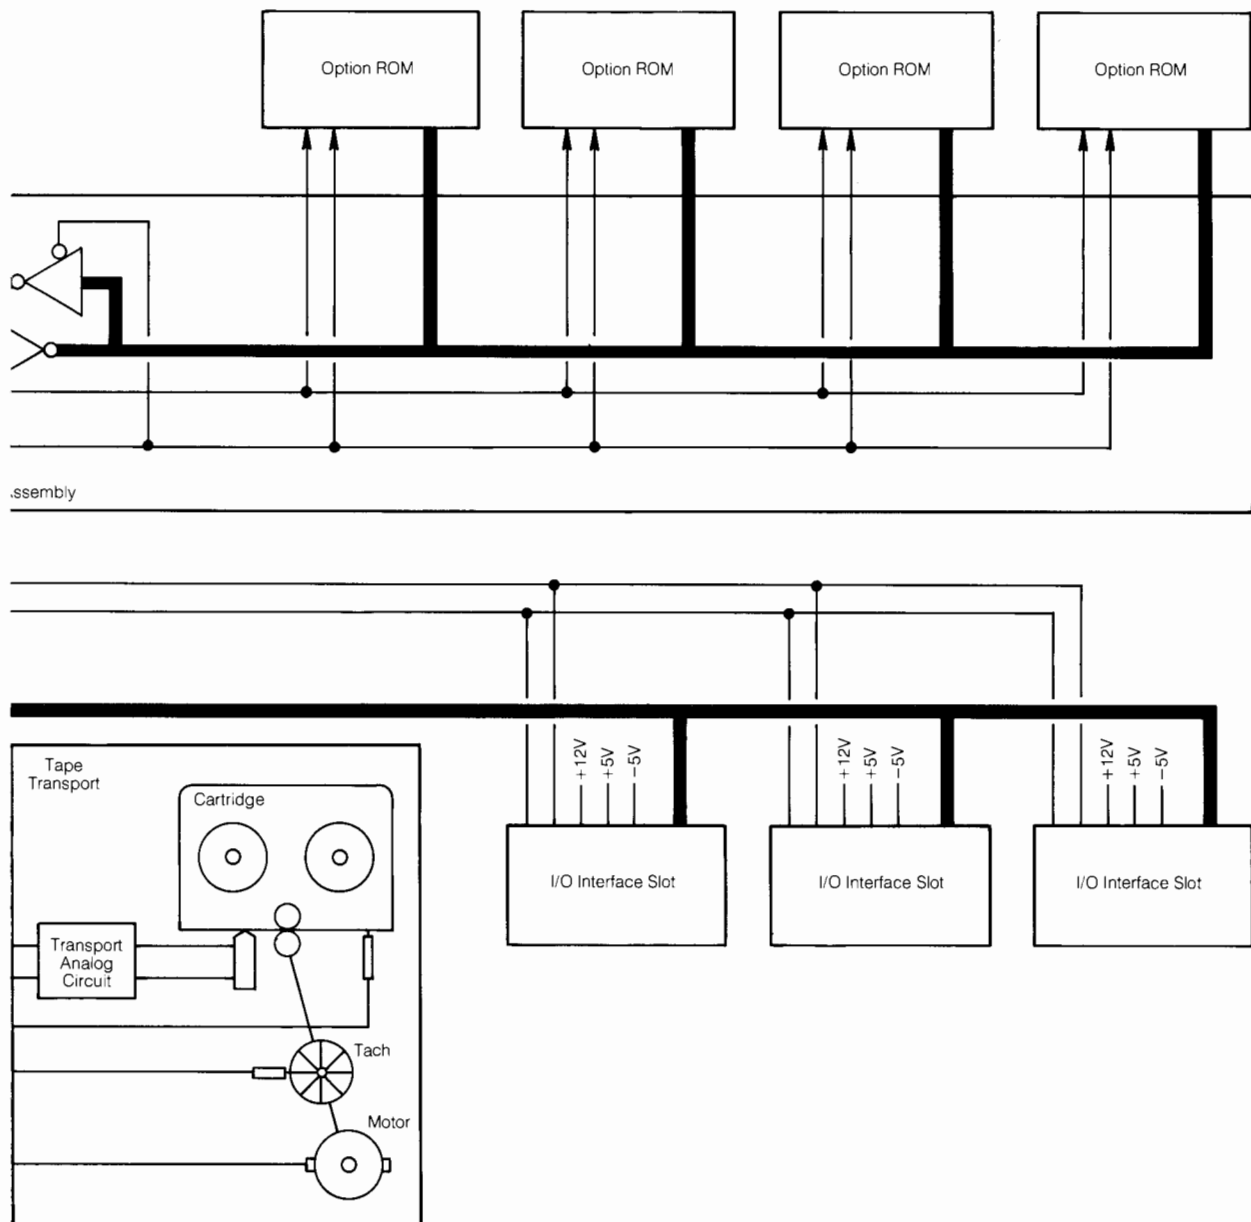 Option ROM
Option ROM
Option ROM
Option ROM
ssembly
Tape
Transport
Cartridge
Transport
Analog
Circuit
Tach
Motor
+12V
+5V
-5V
+12V
+5V
-5V
+12V
+5V
-5V
I/O Interface Slot
I/O Interface Slot
I/O Interface Slot